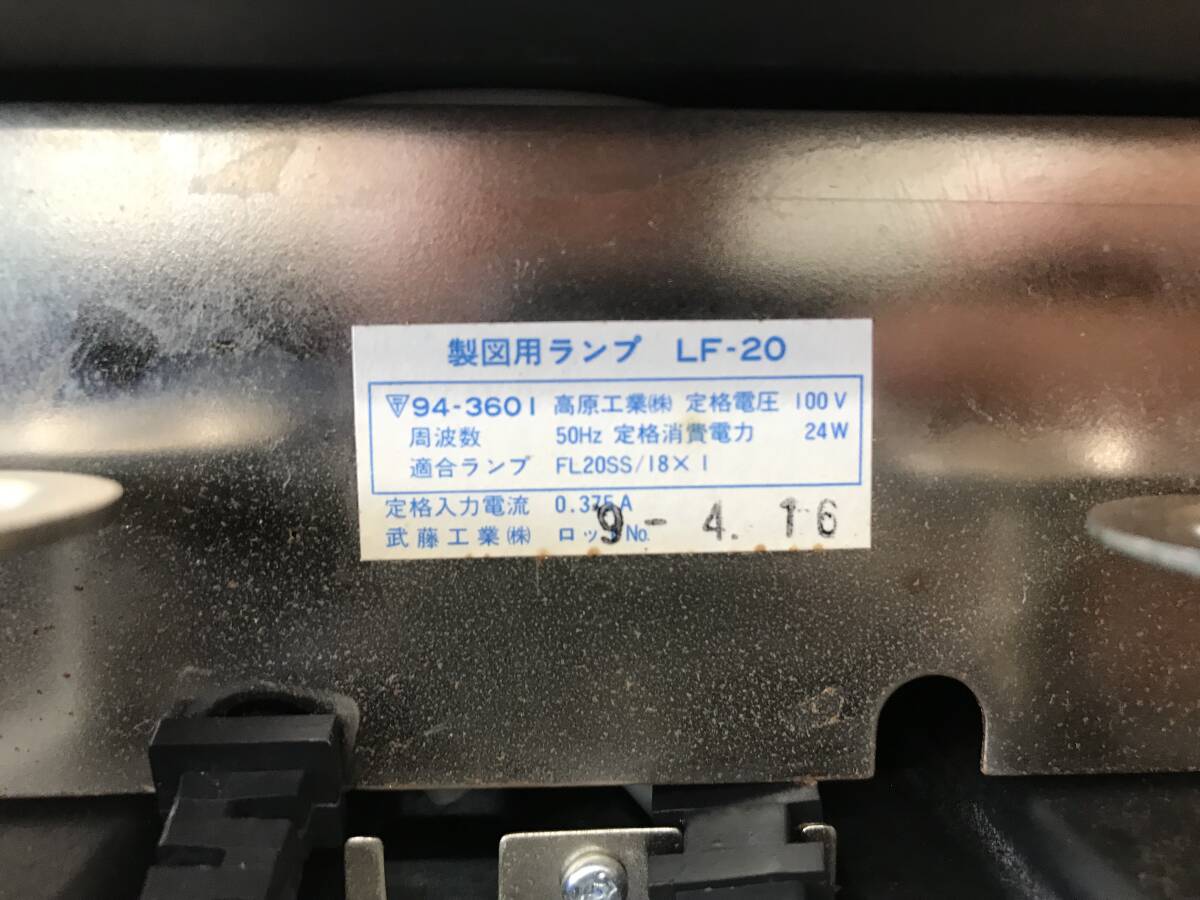 製図用ランプ LF-20
〒94-3601 高原工業㈱ 定格電圧 100V
周波数 50Hz 定格消費電力 24W
適合ランプ FL20SS/18×1
定格入力電流 0.375A
武藤工業㈱ ロットNo. 9-4.16